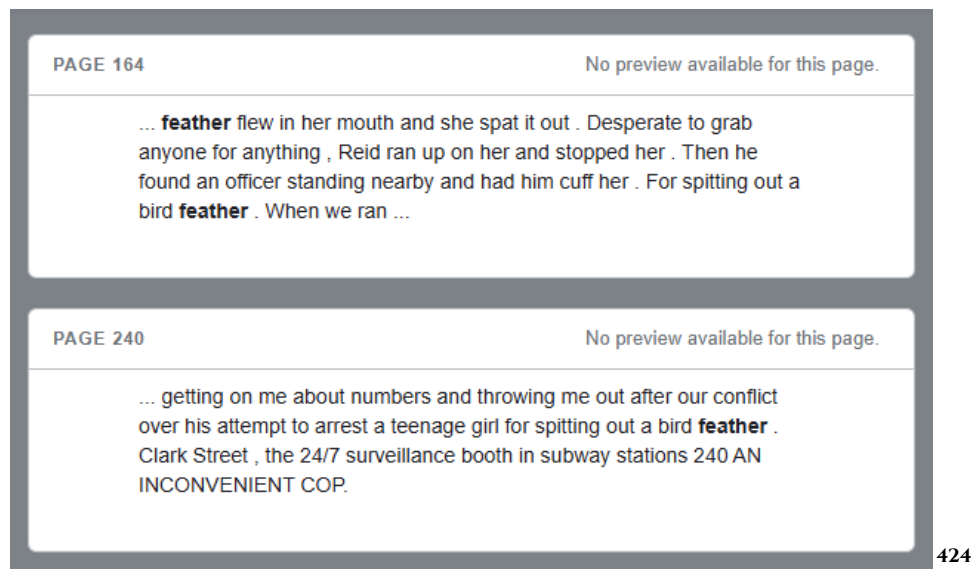 PAGE 164
No preview available for this page.
... feather flew in her mouth and she spat it out . Desperate to grab
anyone for anything , Reid ran up on her and stopped her . Then he
found an officer standing nearby and had him cuff her . For spitting out a
bird feather . When we ran ...
PAGE 240
No preview available for this page.
... getting on me about numbers and throwing me out after our conflict
over his attempt to arrest a teenage girl for spitting out a bird feather .
Clark Street , the 24/7 surveillance booth in subway stations 240 AN
INCONVENIENT COP.
424